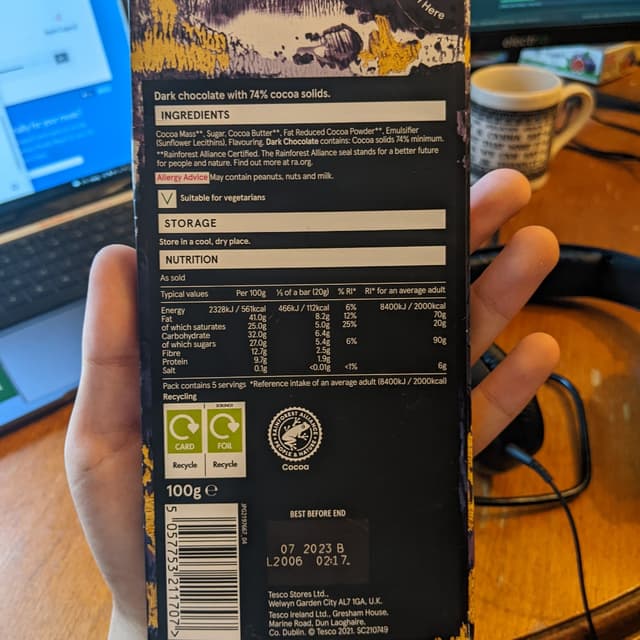 Here
electr
Dark chocolate with 74% cocoa solids.
INGREDIENTS
Cocoa Mass**, Sugar, Cocoa Butter**, Fat Reduced Cocoa Powder**, Emulsifier
(Sunflower Lecithins), Flavouring. Dark Chocolate contains: Cocoa solids 74% minimum.
**Rainforest Alliance Certified. The Rainforest Alliance seal stands for a better future
for people and nature. Find out more at ra.org.
Allergy Advice May contain peanuts, nuts and milk.
V Suitable for vegetarians
STORAGE
Store in a cool, dry place.
NUTRITION
As sold
Typical values Per 100g ⅕ of a bar (20g) % RI* RI* for an average adult
Energy 2328kJ / 561kcal 466kJ / 112kcal 6% 8400kJ / 2000kcal
Fat 41.0g 8.2g 12% 70g
of which saturates 25.0g 5.0g 25% 20g
Carbohydrate 32.0g 6.4g
of which sugars 27.0g 5.4g 6% 90g
Fibre 12.7g 2.5g
Protein 9.7g 1.9g
Salt 0.1g <0.01g <1% 6g
Pack contains 5 servings *Reference intake of an average adult (8400kJ / 2000kcal)
Recycling
CARD FOIL
Recycle Recycle
RAINFOREST ALLIANCE
PEOPLE & NATURE
Cocoa
100g e
5 057753 211707>
BEST BEFORE END
07 2023 B
L2006 02:17
Tesco Stores Ltd.,
Welwyn Garden City AL7 1GA, U.K.
Tesco Ireland Ltd., Gresham House,
Marine Road, Dun Laoghaire,
Co. Dublin. © Tesco 2021. SC210749